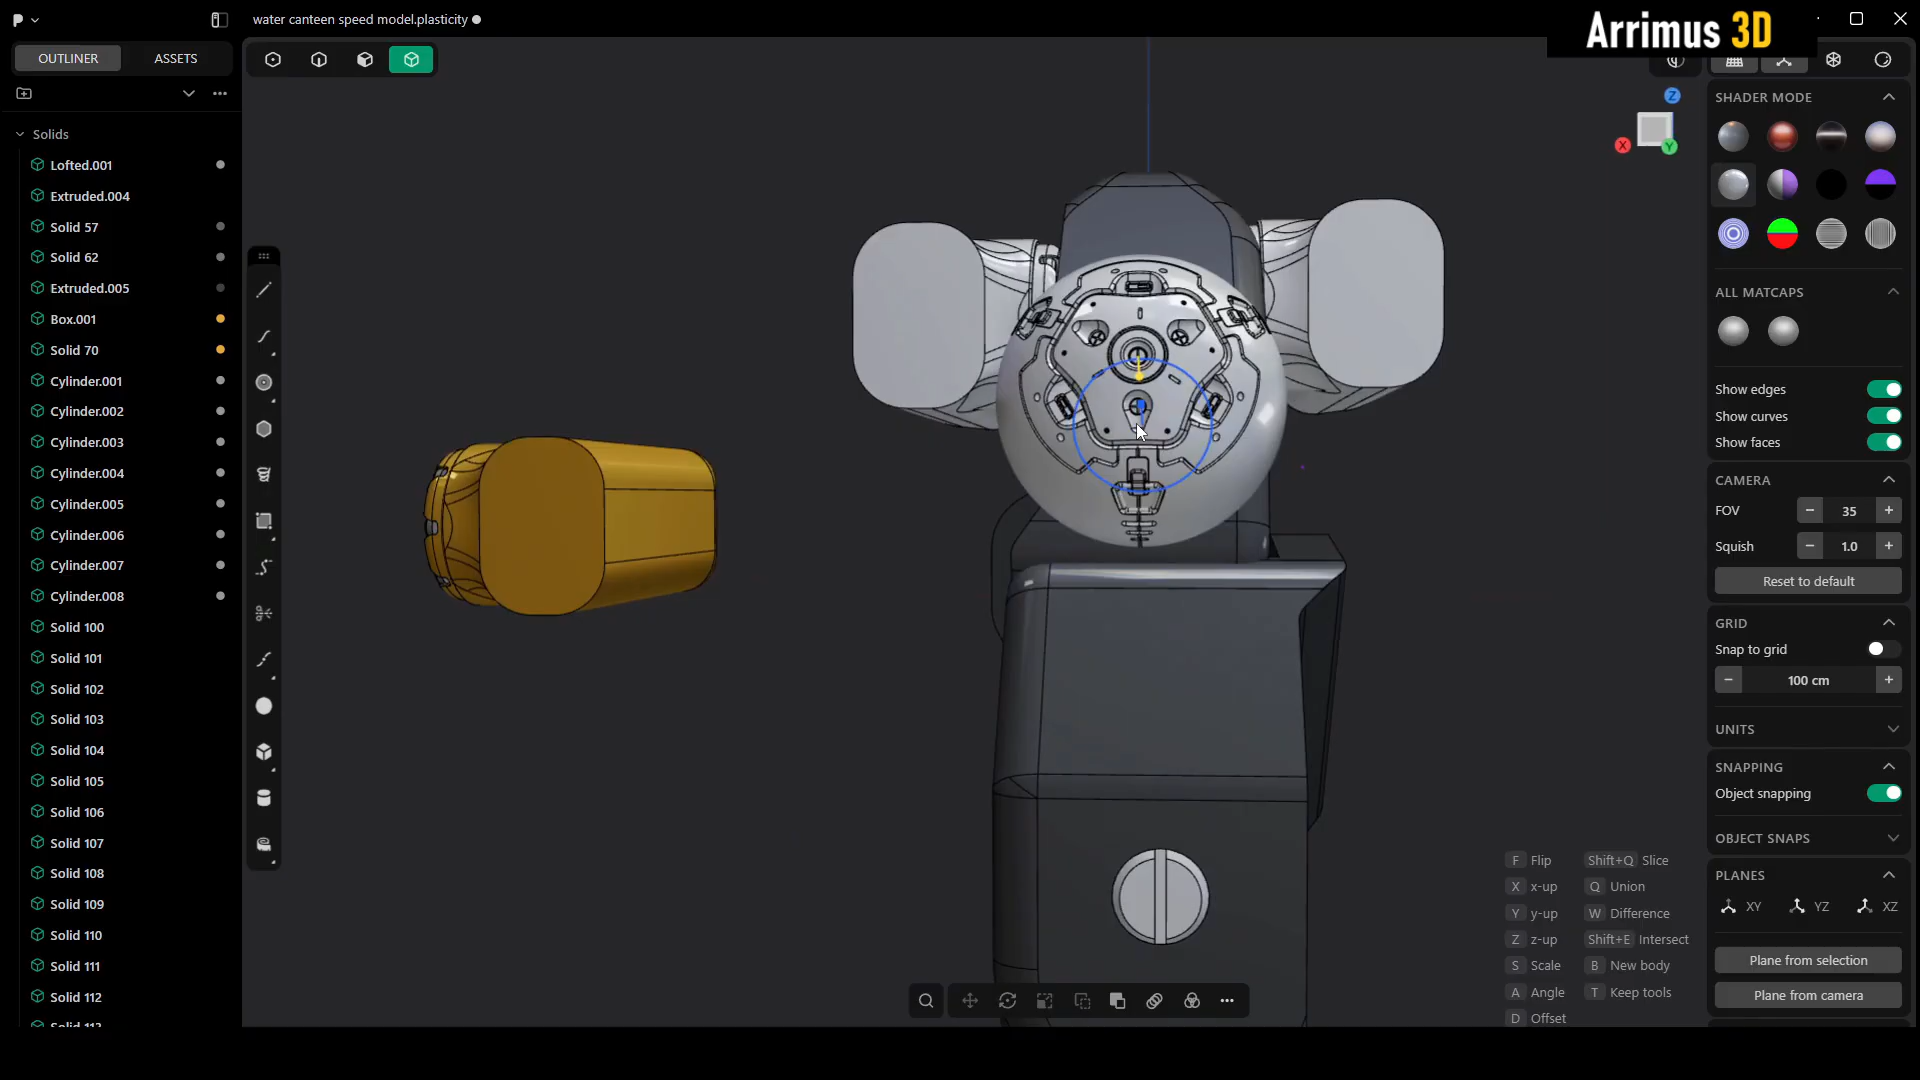 water canteen speed model.plasticity
Arrimus 3D
OUTLINER
ASSETS
Solids
Lofted.001
Extruded.004
Solid 57
Solid 62
Extruded.005
Box.001
Solid 70
Cylinder.001
Cylinder.002
Cylinder.003
Cylinder.004
Cylinder.005
Cylinder.006
Cylinder.007
Cylinder.008
Solid 100
Solid 101
Solid 102
Solid 103
Solid 104
Solid 105
Solid 106
Solid 107
Solid 108
Solid 109
Solid 110
Solid 111
Solid 112
Z
X
Y
F Flip
Shift+Q Slice
X x-up
Q Union
Y y-up
W Difference
Z z-up
Shift+E Intersect
S Scale
B New body
A Angle
T Keep tools
D Offset
SHADER MODE
ALL MATCAPS
Show edges
Show curves
Show faces
CAMERA
FOV
− 35 +
Squish
− 1.0 +
Reset to default
GRID
Snap to grid
− 100 cm +
UNITS
SNAPPING
Object snapping
OBJECT SNAPS
PLANES
XY
YZ
XZ
Plane from selection
Plane from camera